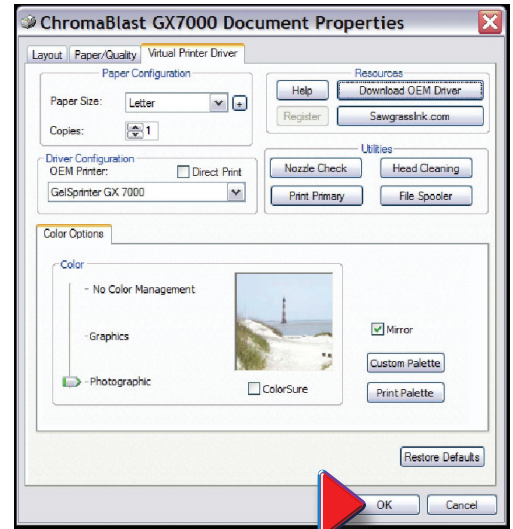 ChromaBlast GX7000 Document Properties
Layout Paper/Quality Virtual Printer Driver
Paper Configuration
Paper Size: Letter +
Copies: 1
Resources
Help Download OEM Driver
Register SawgrassInk.com
Driver Configuration
OEM Printer: Direct Print
GelSprinter GX 7000
Utilities
Nozzle Check Head Cleaning
Print Primary File Spooler
Color Options
Color
- No Color Management
-Graphics
-Photographic
ColorSure
Mirror
Custom Palette
Print Palette
Restore Defaults
OK Cancel